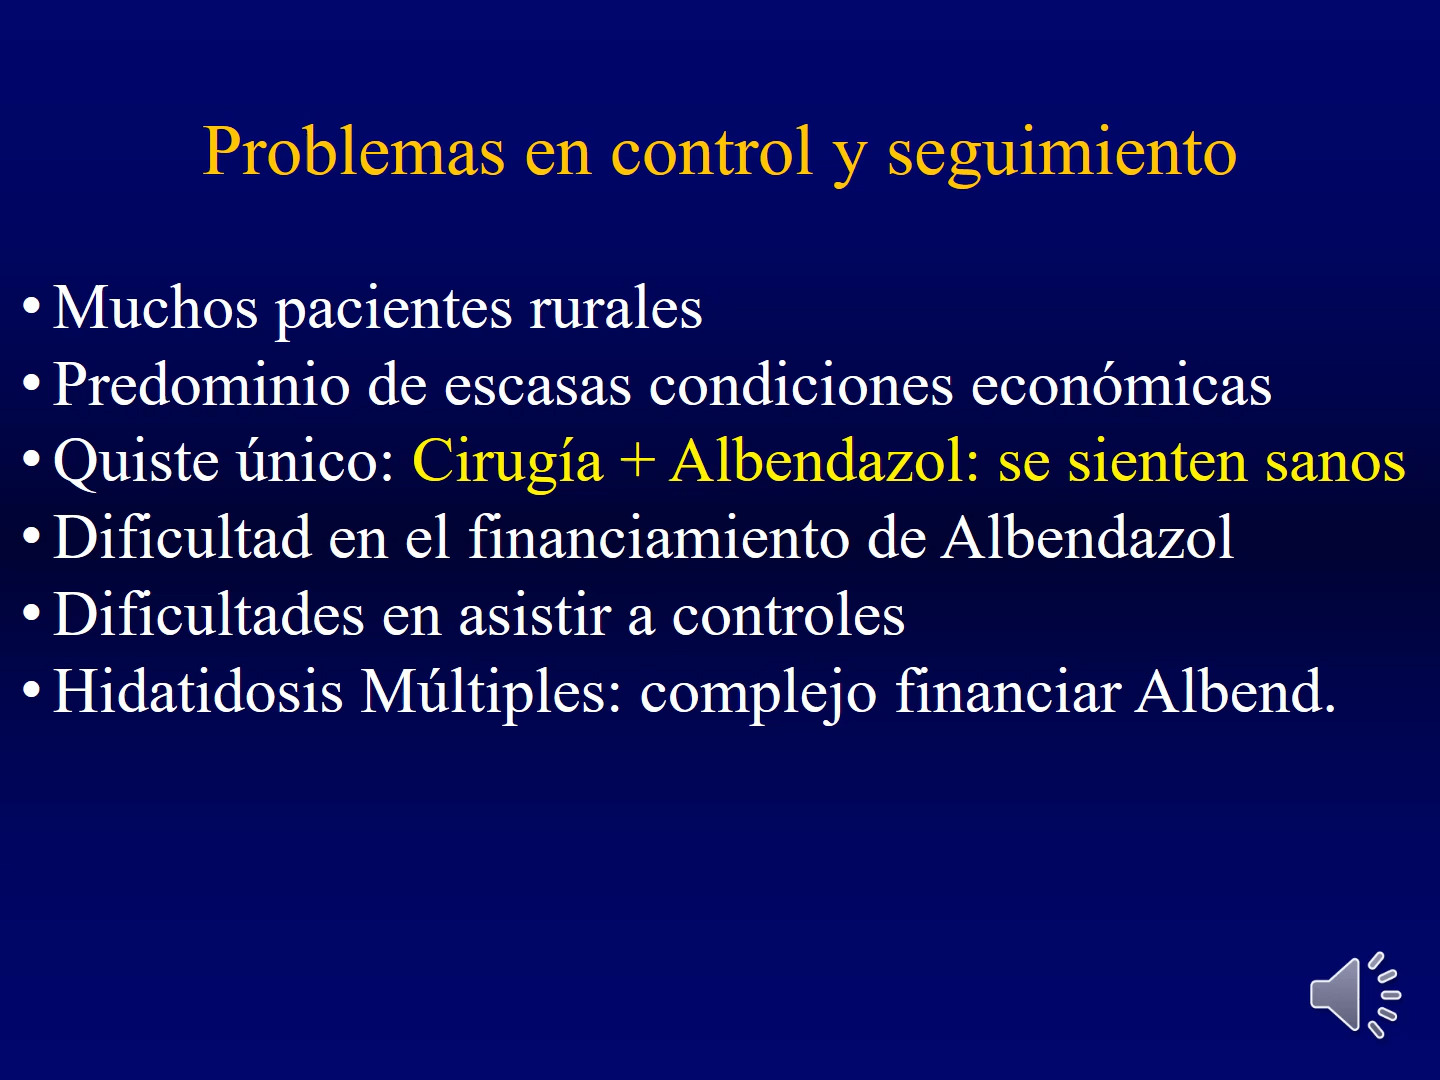 Problemas en control y seguimiento
• Muchos pacientes rurales
• Predominio de escasas condiciones económicas
• Quiste único: Cirugía + Albendazol: se sienten sanos
• Dificultad en el financiamiento de Albendazol
• Dificultades en asistir a controles
• Hidatidosis Múltiples: complejo financiar Albend.